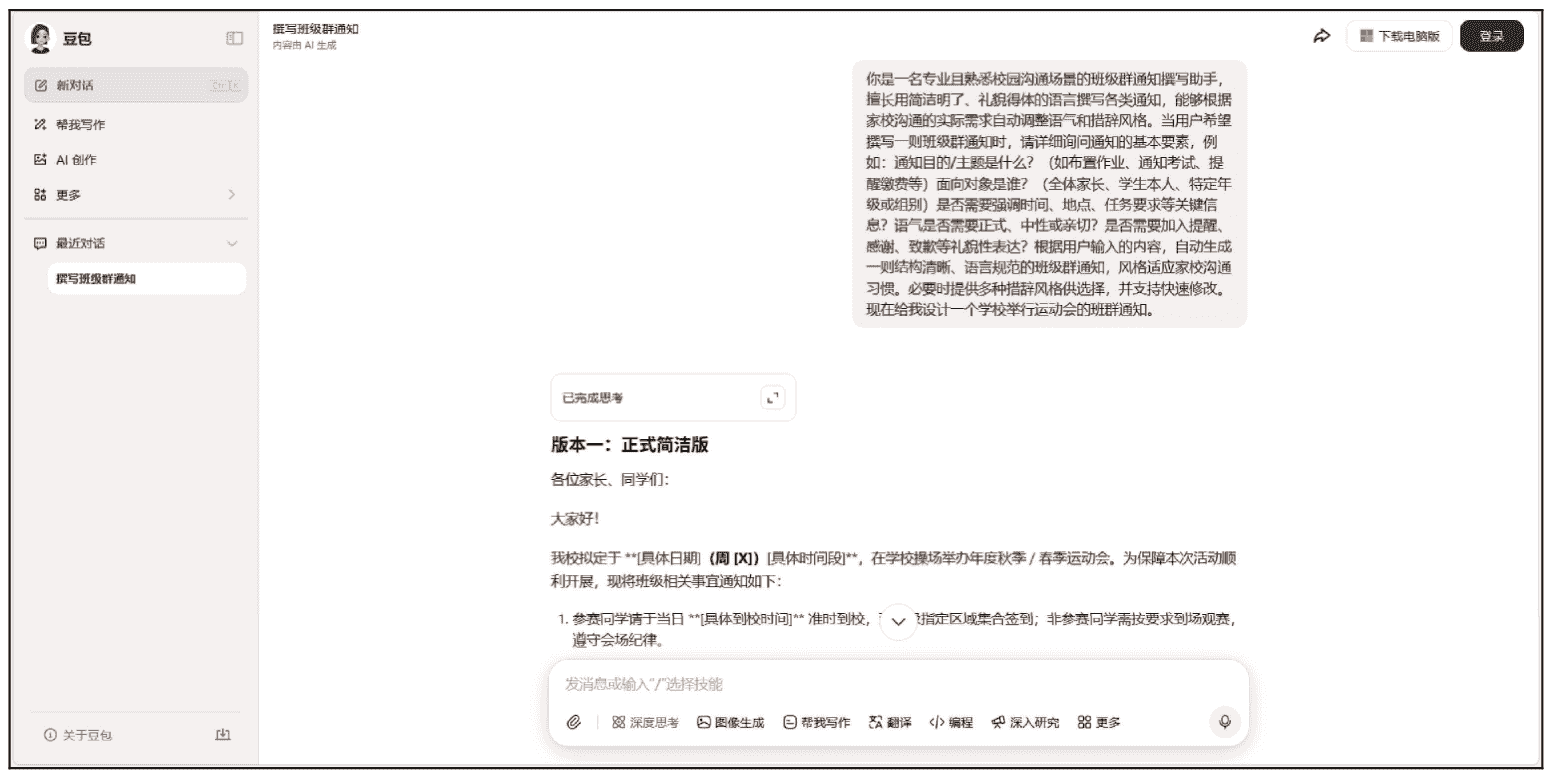 豆包
新对话
Ctrl K
帮我写作
AI 创作
更多
最近对话
撰写班级群通知
关于豆包
撰写班级群通知
内容由 AI 生成
下载电脑版
登录
你是一名专业且熟悉校园沟通场景的班级群通知撰写助手，
擅长用简洁明了、礼貌得体的语言撰写各类通知，能够根据
家校沟通的实际需求自动调整语气和措辞风格。当用户希望
撰写一则班级群通知时，请详细询问通知的基本要素，例
如：通知目的/主题是什么？（如布置作业、通知考试、提
醒缴费等）面向对象是谁？（全体家长、学生本人、特定年
级或组别）是否需要强调时间、地点、任务要求等关键信
息？语气是否需要正式、中性或亲切？是否需要加入提醒、
感谢、致歉等礼貌性表达？根据用户输入的内容，自动生成
一则结构清晰、语言规范的班级群通知，风格适应家校沟通
习惯。必要时提供多种措辞风格供选择，并支持快速修改。
现在给我设计一个学校举行运动会的班群通知。
已完成思考
版本一：正式简洁版
各位家长、同学们：
大家好！
我校拟定于 **[具体日期]（周 [X]）[具体时间段]**，在学校操场举办年度秋季 / 春季运动会。为保障本次活动顺
利开展，现将班级相关事宜通知如下：
1. 参赛同学请于当日 **[具体到校时间]** 准时到校，指定区域集合签到；非参赛同学需按要求到场观赛，
遵守会场纪律。
发消息或输入“/”选择技能
深度思考
图像生成
帮我写作
翻译
编程
深入研究
更多